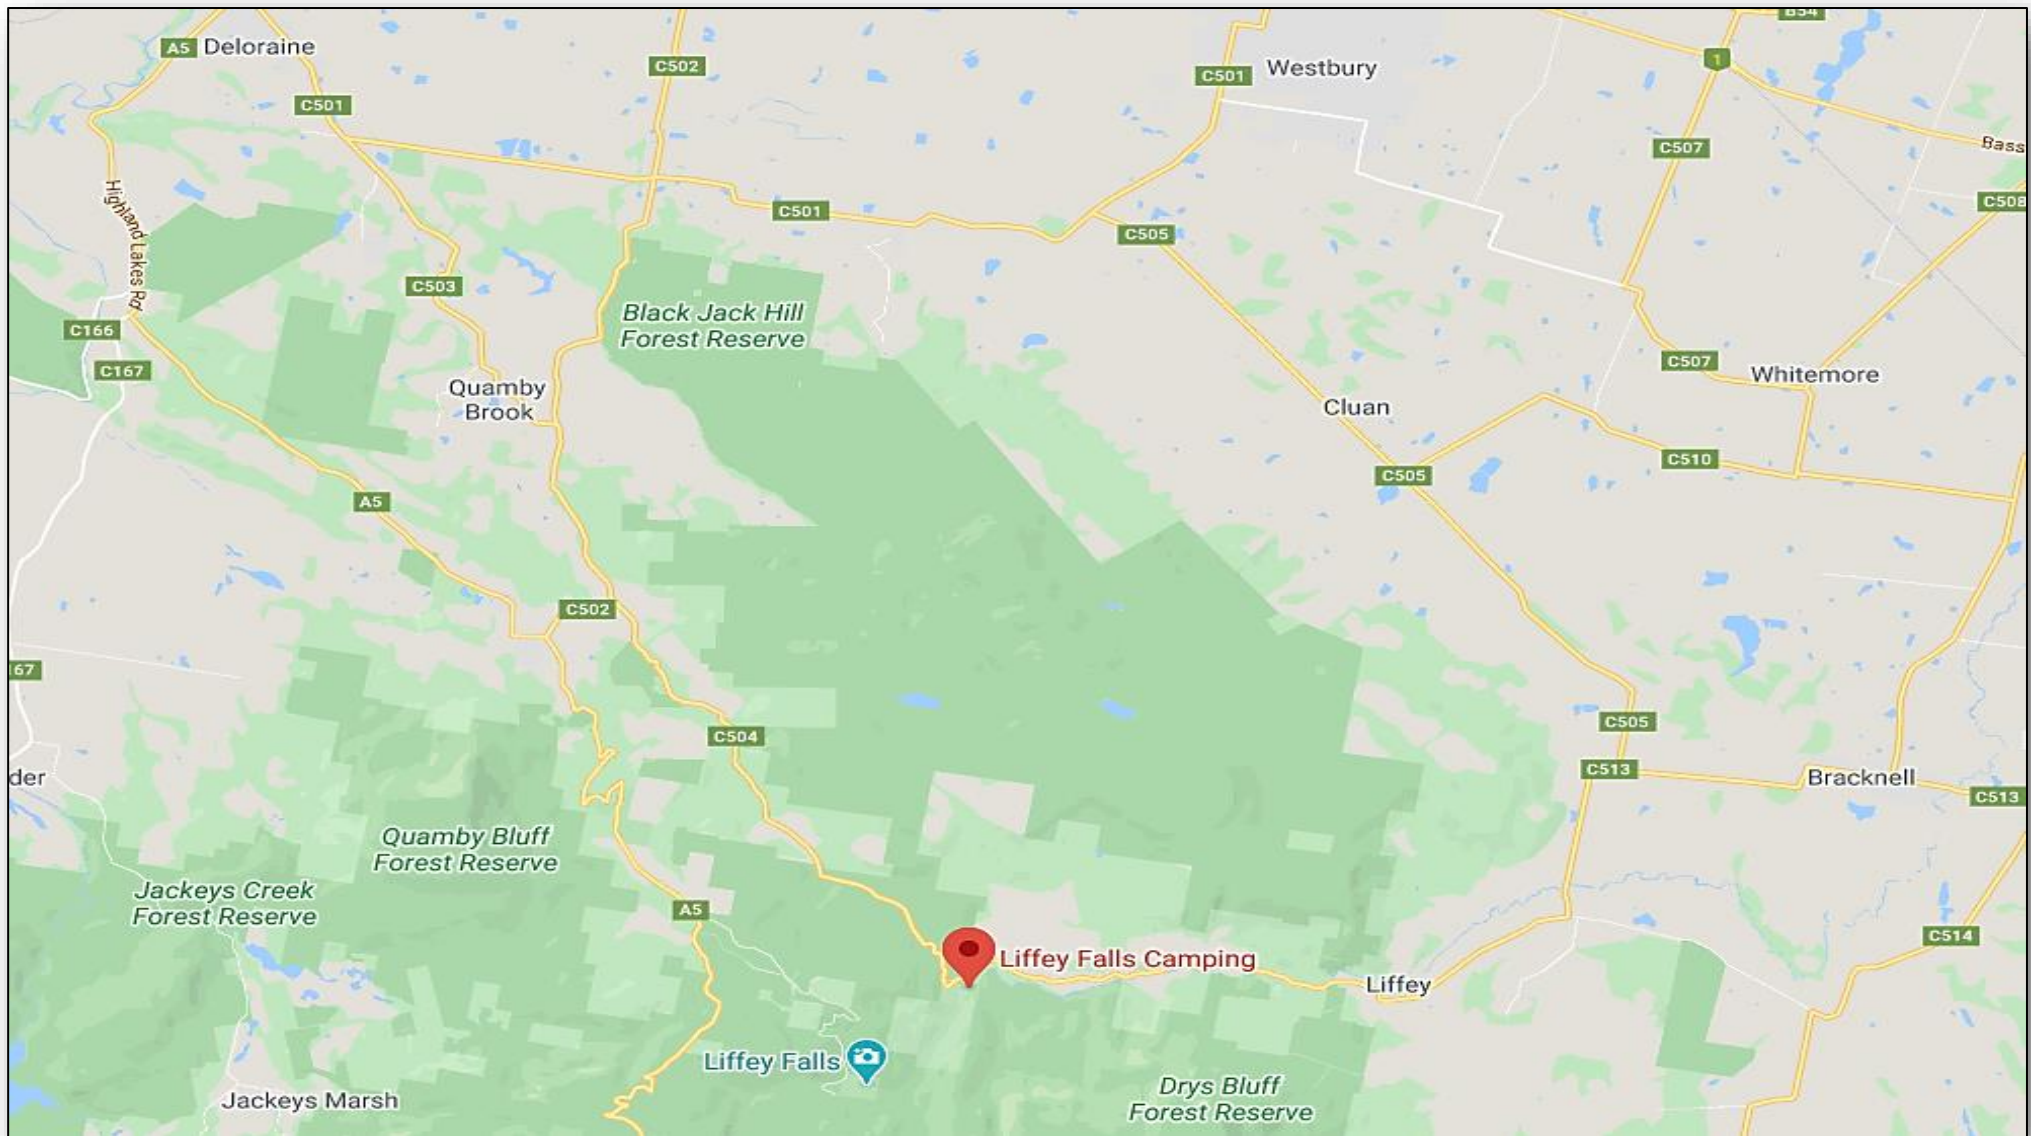 B54
A5
Deloraine
C502
C501
Westbury
1
C501
C507
Bass
Highland Lakes Rd
C508
C501
C505
C503
Black Jack Hill
Forest Reserve
C166
C167
C507
Whitemore
Quamby
Brook
Cluan
C510
C505
A5
C502
67
C505
C504
C513
der
Bracknell
C513
Quamby Bluff
Forest Reserve
Jackeys Creek
Forest Reserve
A5
C514
Liffey Falls Camping
Liffey
Liffey Falls
Drys Bluff
Forest Reserve
Jackeys Marsh